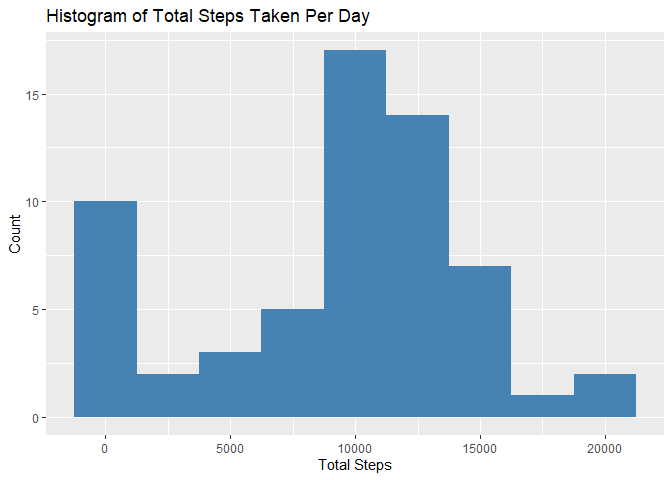 Histogram of Total Steps Taken Per Day
15
10
5
0
Count
0 5000 10000 15000 20000
Total Steps